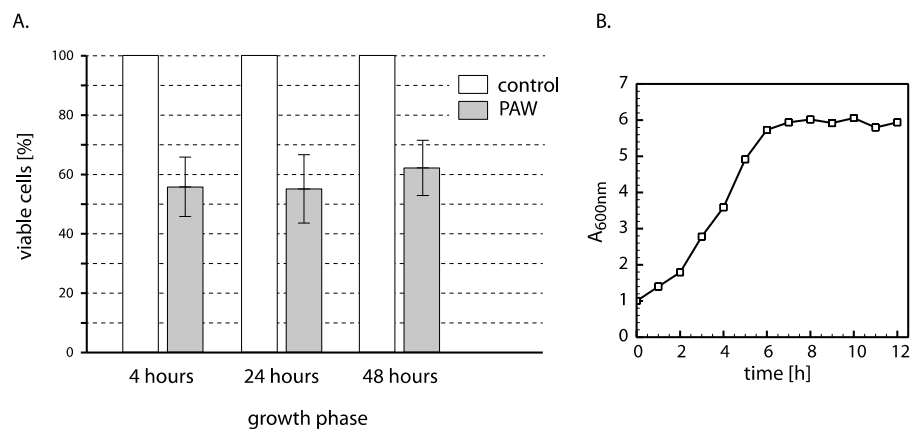 A.
100
80
60
40
20
0
viable cells [%]
control
PAW
4 hours
24 hours
48 hours
growth phase
B.
7
6
5
4
3
2
1
0
A600nm
0 2 4 6 8 10 12
time [h]